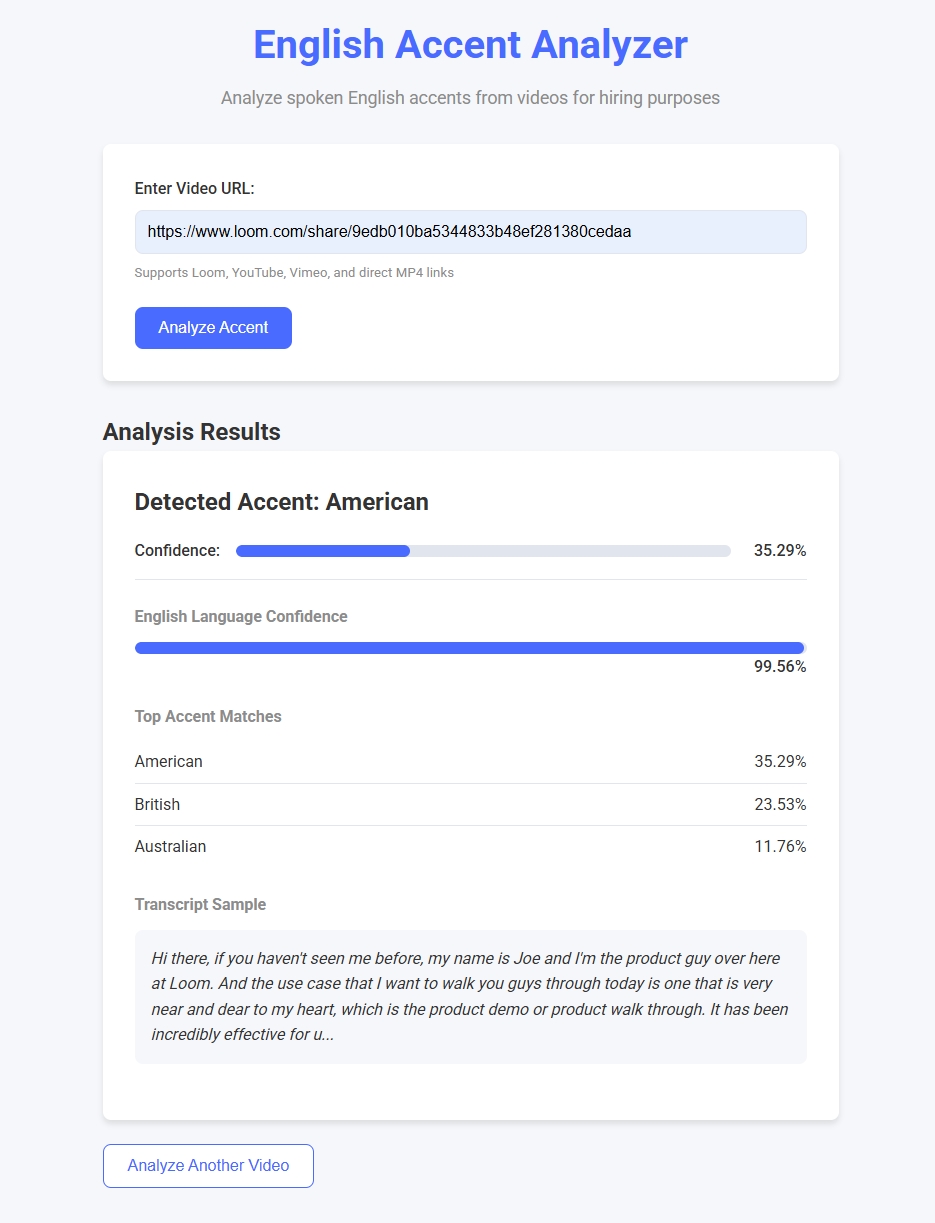 English Accent Analyzer
Analyze spoken English accents from videos for hiring purposes
Enter Video URL:
https://www.loom.com/share/9edb010ba5344833b48ef281380cedaa
Supports Loom, YouTube, Vimeo, and direct MP4 links
Analyze Accent
Analysis Results
Detected Accent: American
Confidence: 35.29%
English Language Confidence
99.56%
Top Accent Matches
American 35.29%
British 23.53%
Australian 11.76%
Transcript Sample
Hi there, if you haven't seen me before, my name is Joe and I'm the product guy over here
at Loom. And the use case that I want to walk you guys through today is one that is very
near and dear to my heart, which is the product demo or product walk through. It has been
incredibly effective for u...
Analyze Another Video